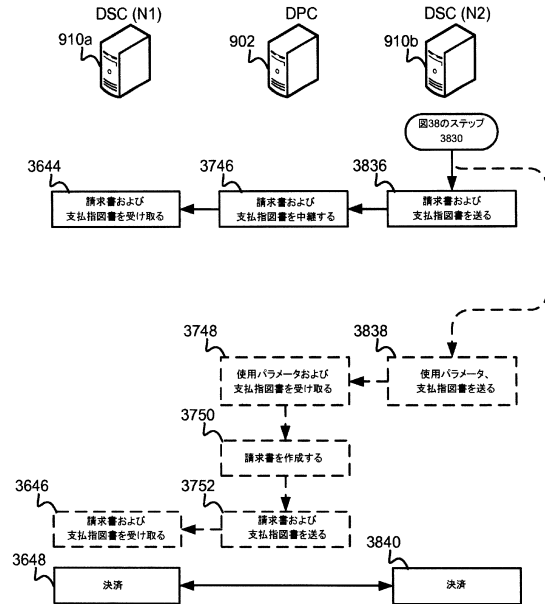 DSC (N1)
DPC
DSC (N2)
910a
902
910b
図38のステップ
3830
3644
3746
3836
請求書および
支払指図書を受け取る
請求書および
支払指図書を中継する
請求書および
支払指図書を送る
3748
3838
使用パラメータおよび
支払指図書を受け取る
使用パラメータ、
支払指図書を送る
3750
請求書を作成する
3646
3752
請求書および
支払指図書を受け取る
請求書および
支払指図書を送る
3648
3840
決済
決済